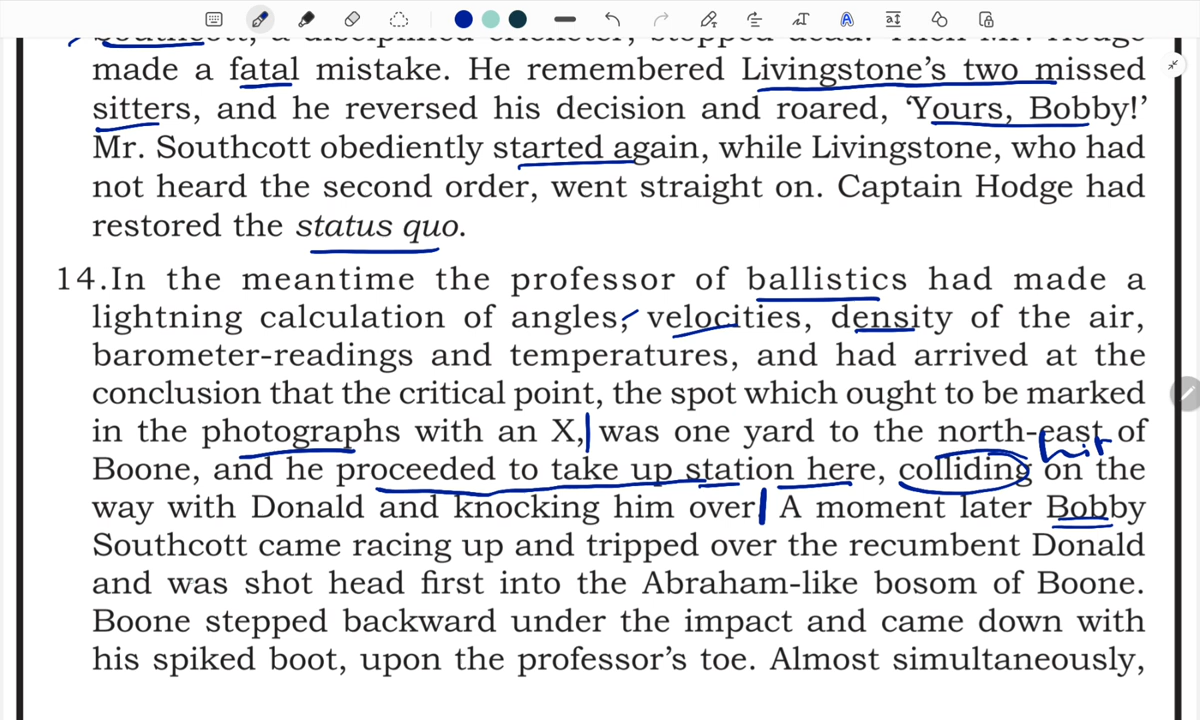 Southcott, a disciplined cricketer, stopped dead. Then Mr. Hodge
made a fatal mistake. He remembered Livingstone’s two missed
sitters, and he reversed his decision and roared, ‘Yours, Bobby!’
Mr. Southcott obediently started again, while Livingstone, who had
not heard the second order, went straight on. Captain Hodge had
restored the status quo.
14.In the meantime the professor of ballistics had made a
lightning calculation of angles, velocities, density of the air,
barometer-readings and temperatures, and had arrived at the
conclusion that the critical point, the spot which ought to be marked
in the photographs with an X, was one yard to the north-east of
hit
Boone, and he proceeded to take up station here, colliding on the
way with Donald and knocking him over. A moment later Bobby
Southcott came racing up and tripped over the recumbent Donald
and was shot head first into the Abraham-like bosom of Boone.
Boone stepped backward under the impact and came down with
his spiked boot, upon the professor’s toe. Almost simultaneously,